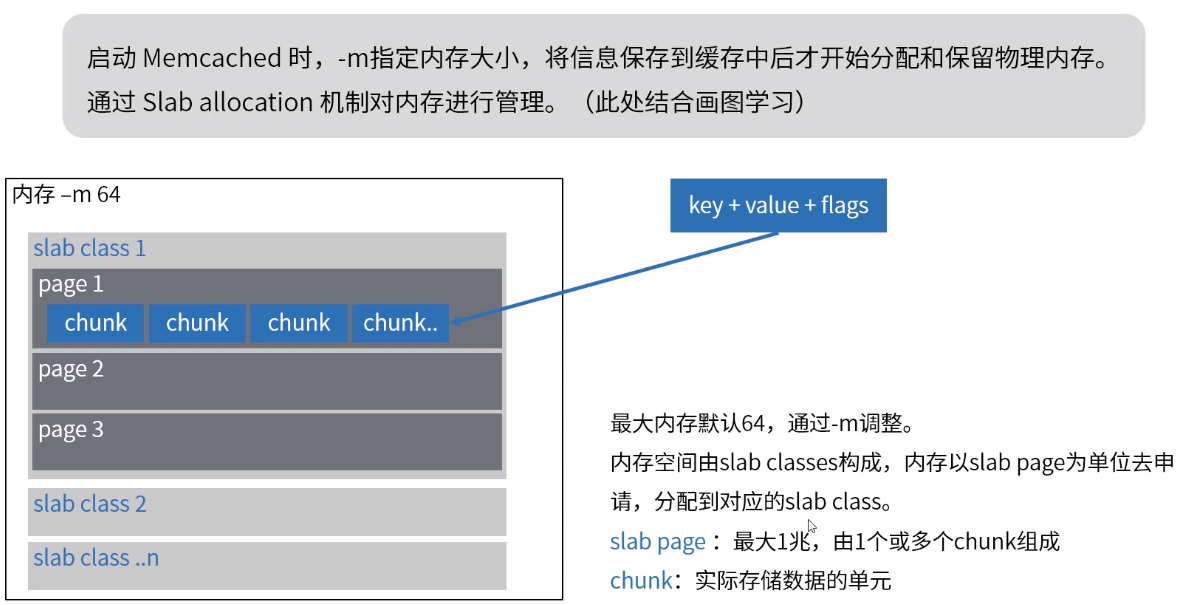 启动 Memcached 时，-m指定内存大小，将信息保存到缓存中后才开始分配和保留物理内存。
通过 Slab allocation 机制对内存进行管理。（此处结合画图学习）
内存 –m 64
key + value + flags
slab class 1
page 1
chunk
chunk
chunk
chunk..
page 2
page 3
slab class 2
slab class ..n
最大内存默认64，通过-m调整。
内存空间由slab classes构成，内存以slab page为单位去申
请，分配到对应的slab class。
slab page ：最大1兆，由1个或多个chunk组成
chunk：实际存储数据的单元